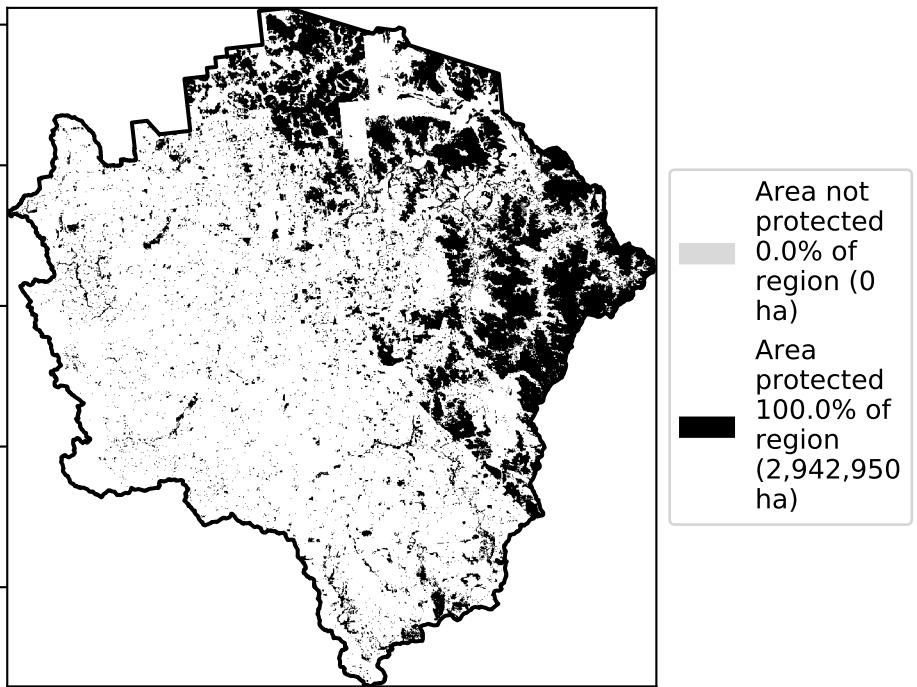 Area not
protected
0.0% of
region (0
ha)
Area
protected
100.0% of
region
(2,942,950
ha)